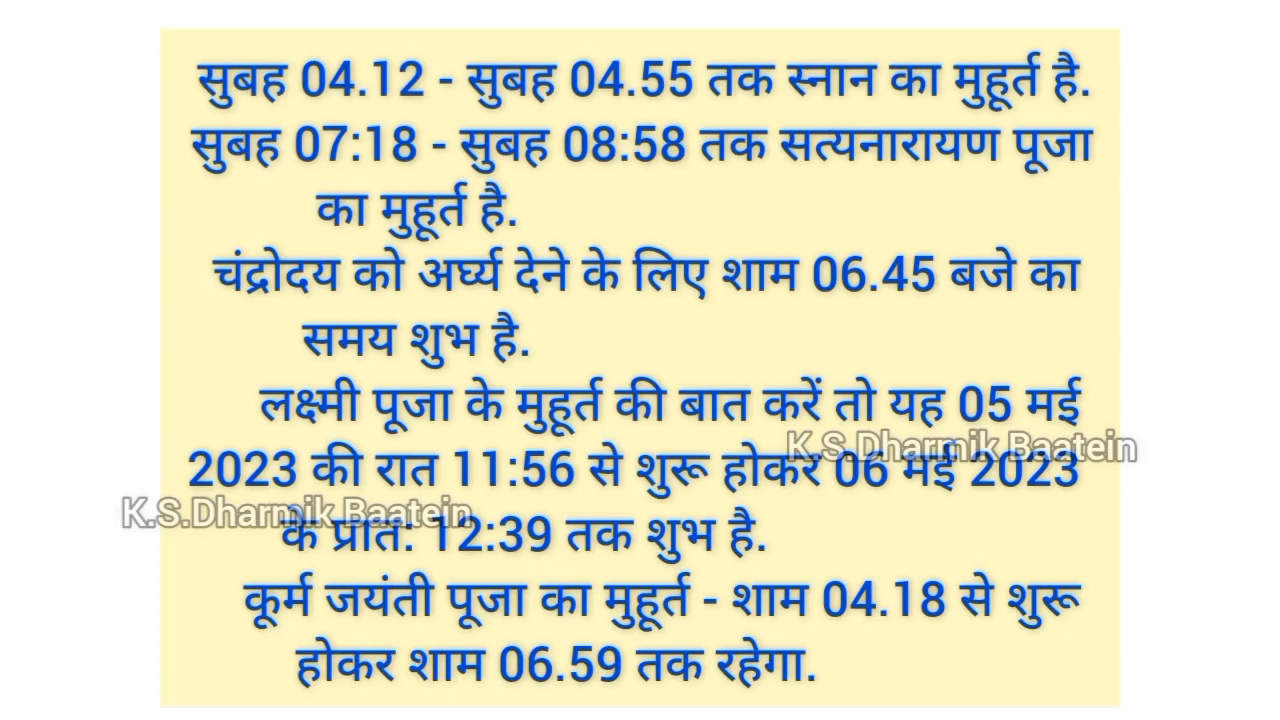 सुबह 04.12 - सुबह 04.55 तक स्नान का मुहूर्त है.
सुबह 07:18 - सुबह 08:58 तक सत्यनारायण पूजा
का मुहूर्त है.
चंद्रोदय को अर्घ्य देने के लिए शाम 06.45 बजे का
समय शुभ है.
लक्ष्मी पूजा के मुहूर्त की बात करें तो यह 05 मई
K.S.Dharmik Baatein
2023 की रात 11:56 से शुरू होकर 06 मई 2023
K.S.Dharmik Baatein
के प्रात: 12:39 तक शुभ है.
कूर्म जयंती पूजा का मुहूर्त - शाम 04.18 से शुरू
होकर शाम 06.59 तक रहेगा.